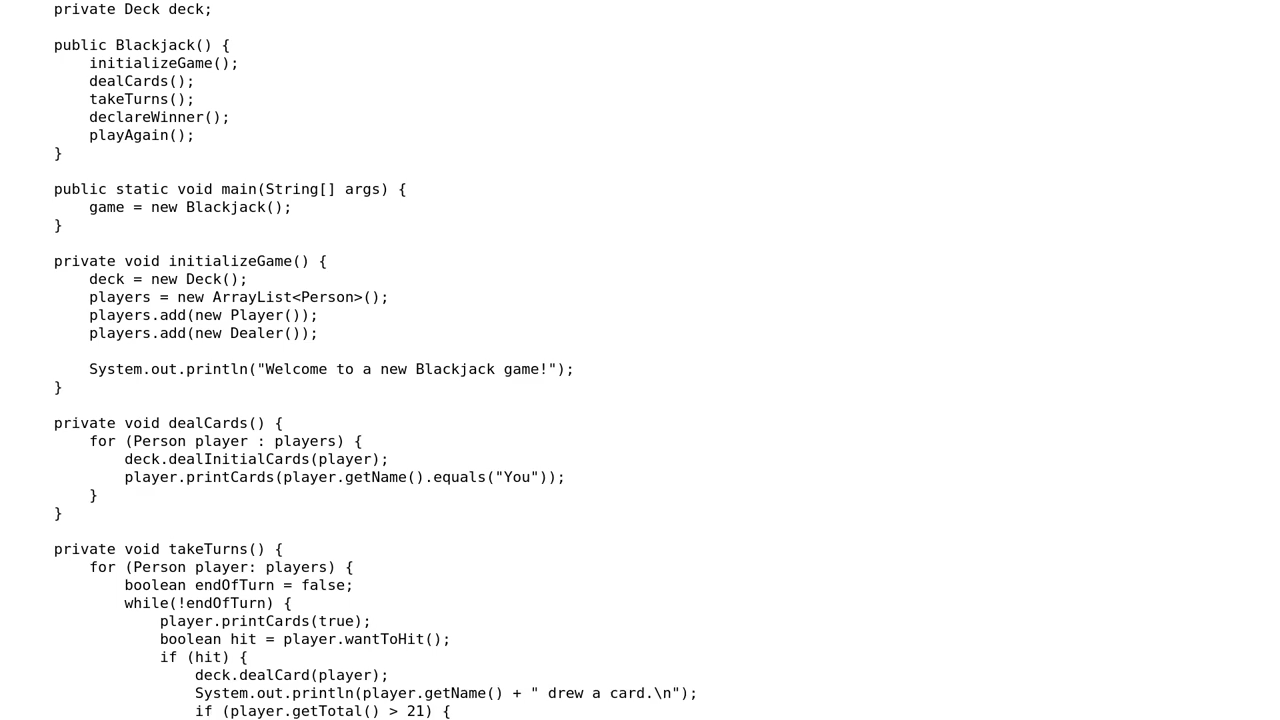 private Deck deck;

public Blackjack() {
    initializeGame();
    dealCards();
    takeTurns();
    declareWinner();
    playAgain();
}

public static void main(String[] args) {
    game = new Blackjack();
}

private void initializeGame() {
    deck = new Deck();
    players = new ArrayList<Person>();
    players.add(new Player());
    players.add(new Dealer());

    System.out.println("Welcome to a new Blackjack game!");
}

private void dealCards() {
    for (Person player : players) {
        deck.dealInitialCards(player);
        player.printCards(player.getName().equals("You"));
    }
}

private void takeTurns() {
    for (Person player: players) {
        boolean endOfTurn = false;
        while(!endOfTurn) {
            player.printCards(true);
            boolean hit = player.wantToHit();
            if (hit) {
                deck.dealCard(player);
                System.out.println(player.getName() + " drew a card.\n");
                if (player.getTotal() > 21) {